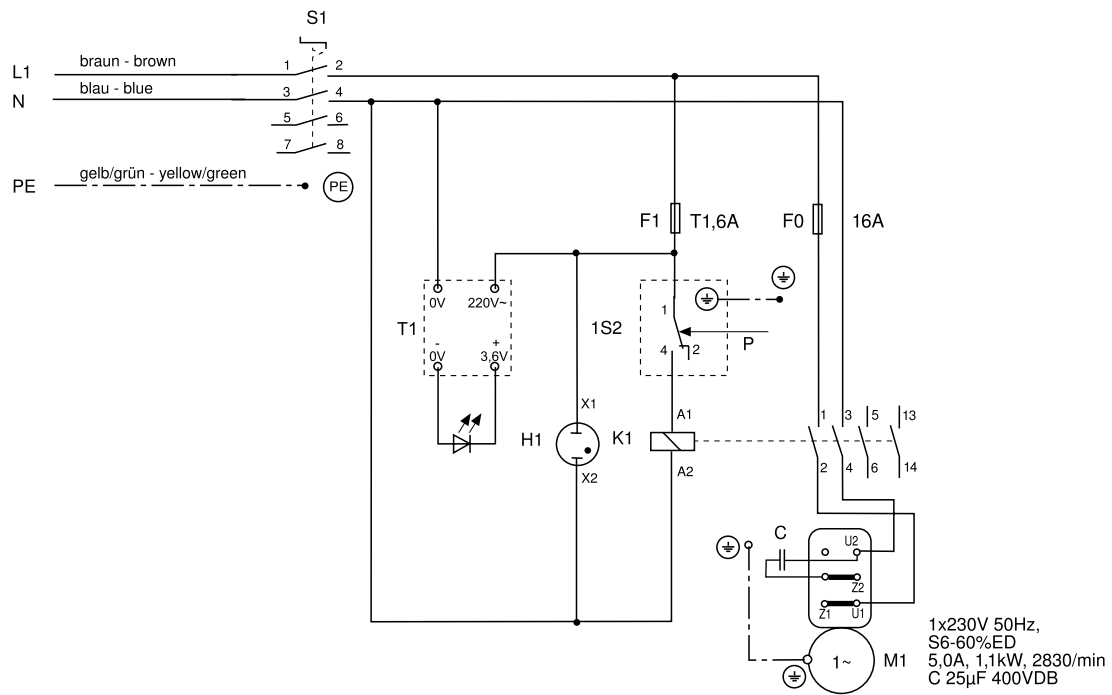 S1
L1
braun - brown
1
2
N
blau - blue
3
4
5
6
7
8
PE
gelb/grün - yellow/green
PE
F1
T1,6A
F0
16A
0V
220V~
T1
-
+
0V
3,6V
1S2
1
4
2
P
X1
H1
X2
K1
A1
A2
1
3
5
13
2
4
6
14
C
U2
Z2
Z1
U1
1~
M1
1x230V 50Hz,
S6-60%ED
5,0A, 1,1kW, 2830/min
C 25µF 400VDB